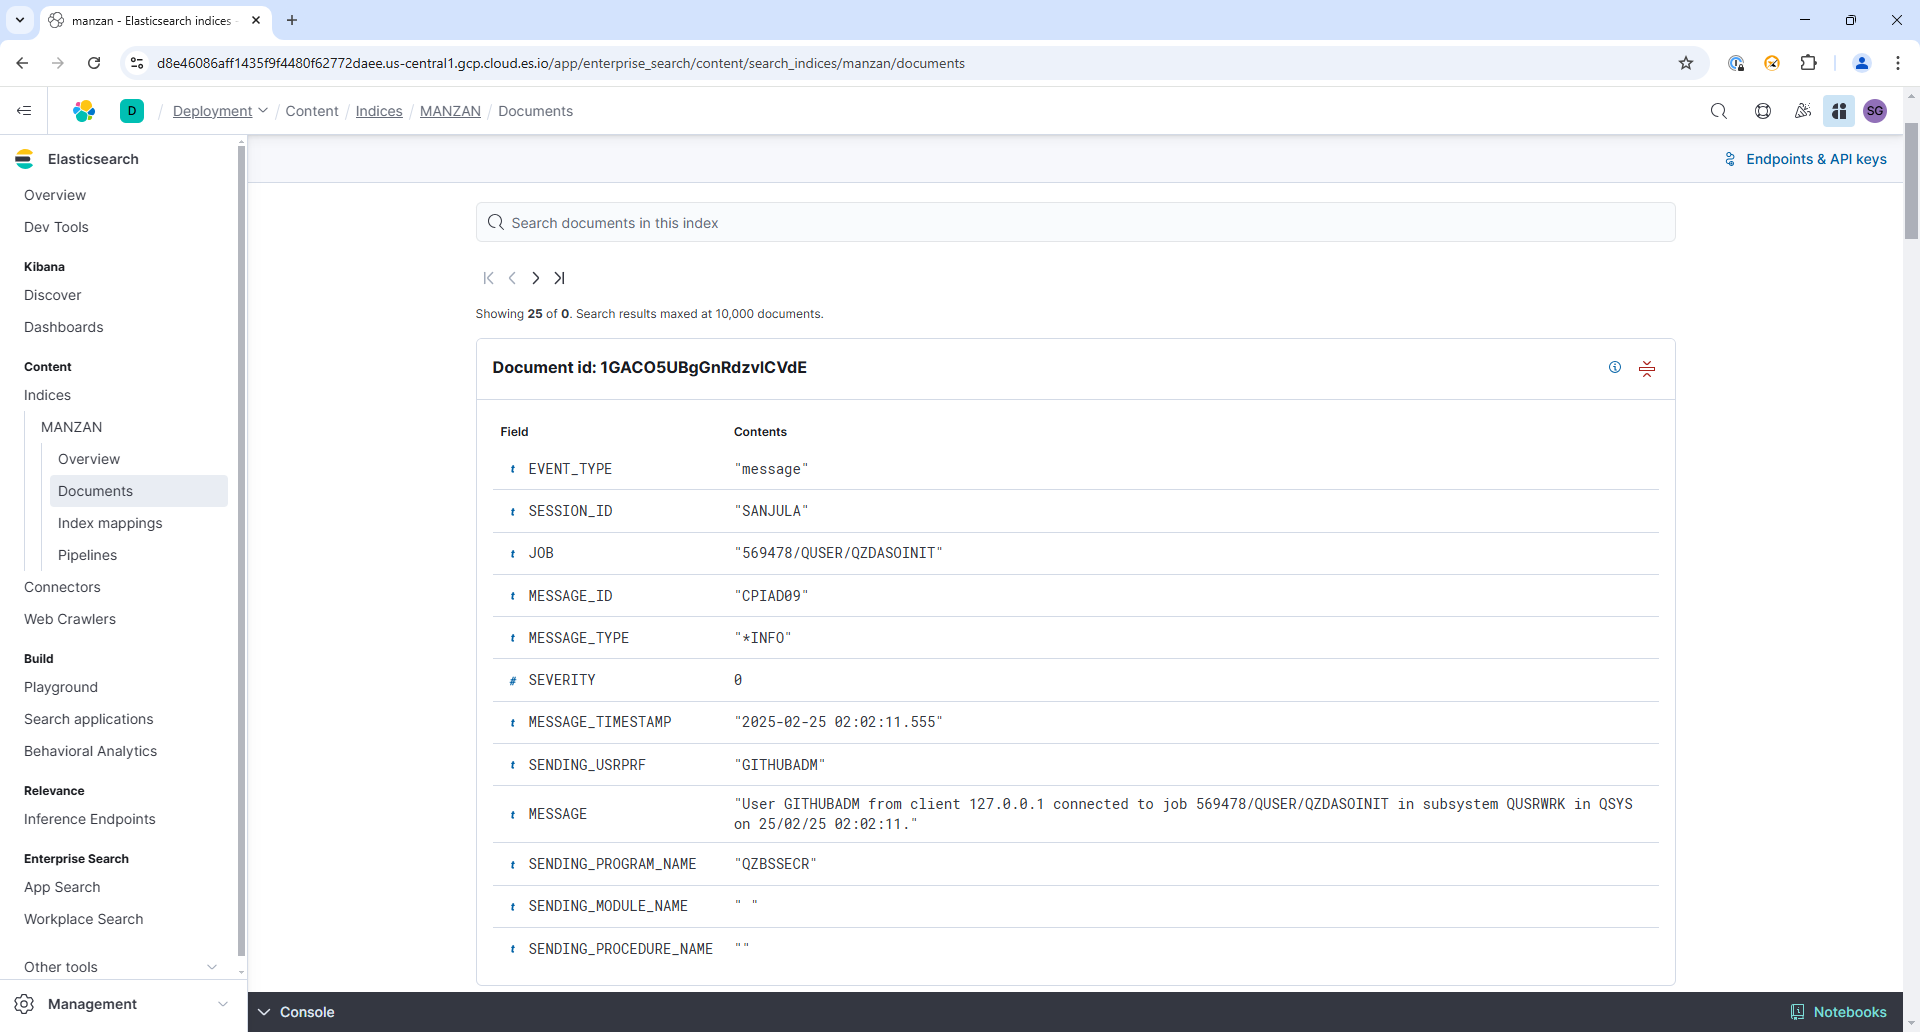 manzan - Elasticsearch indices -
d8e46086aff1435f9f4480f62772daee.us-central1.gcp.cloud.es.io/app/enterprise_search/content/search_indices/manzan/documents
D / Deployment / Content / Indices / MANZAN / Documents
SG
Elasticsearch
Endpoints & API keys
Overview
Dev Tools
Kibana
Discover
Dashboards
Content
Indices
MANZAN
Overview
Documents
Index mappings
Pipelines
Connectors
Web Crawlers
Build
Playground
Search applications
Behavioral Analytics
Relevance
Inference Endpoints
Enterprise Search
App Search
Workplace Search
Other tools
Management
Search documents in this index
Showing 25 of 0. Search results maxed at 10,000 documents.
Document id: 1GACO5UBgGnRdzvlCVdE
Field Contents
t EVENT_TYPE "message"
t SESSION_ID "SANJULA"
t JOB "569478/QUSER/QZDASOINIT"
t MESSAGE_ID "CPIAD09"
t MESSAGE_TYPE "*INFO"
# SEVERITY 0
t MESSAGE_TIMESTAMP "2025-02-25 02:02:11.555"
t SENDING_USRPRF "GITHUBADM"
t MESSAGE "User GITHUBADM from client 127.0.0.1 connected to job 569478/QUSER/QZDASOINIT in subsystem QUSRWRK in QSYS
on 25/02/25 02:02:11."
t SENDING_PROGRAM_NAME "QZBSSECR"
t SENDING_MODULE_NAME " "
t SENDING_PROCEDURE_NAME ""
Console
Notebooks